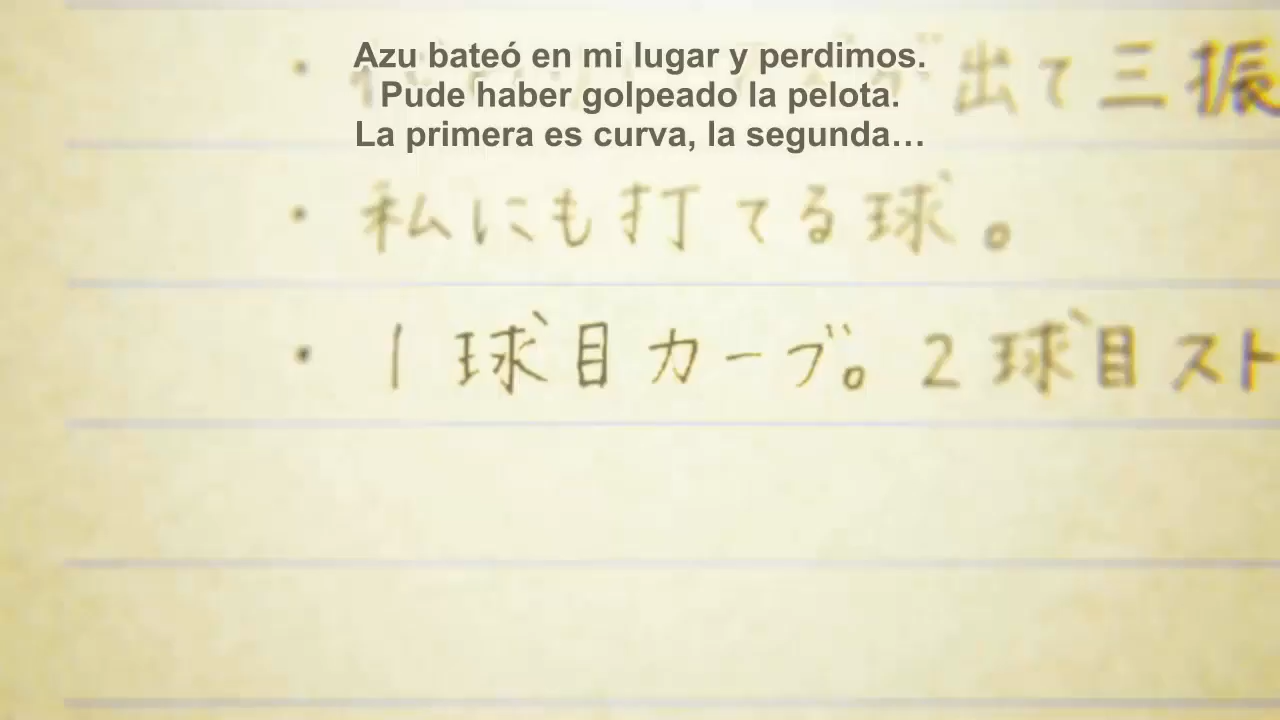 Azu bateó en mi lugar y perdimos.
Pude haber golpeado la pelota.
La primera es curva, la segunda…
出て三振
・私にも打てる球。
・1球目カーブ。2球目スト